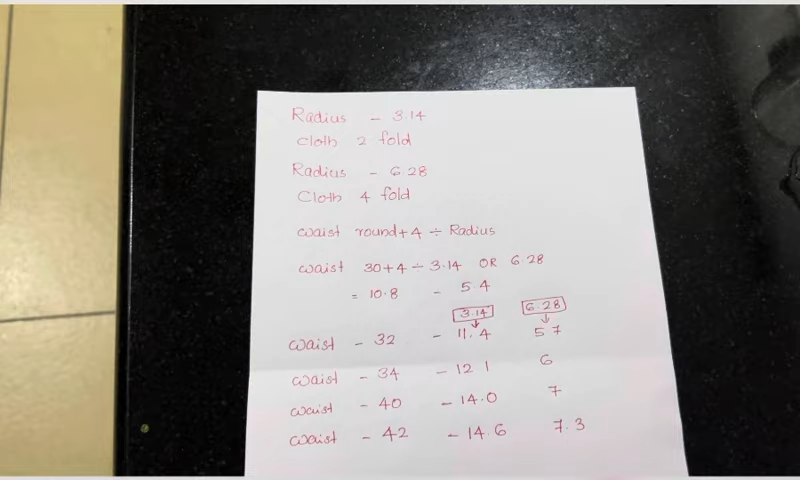 Radius - 3.14
Cloth 2 fold
Radius - 6.28
Cloth 4 fold
waist round+4 ÷ Radius
waist 30+4 ÷ 3.14 OR 6.28
= 10.8 - 5.4
3.14 6.28
waist - 32 - 11.4 5.7
waist - 34 - 12.1 6
waist - 40 - 14.0 7
waist - 42 - 14.6 7.3